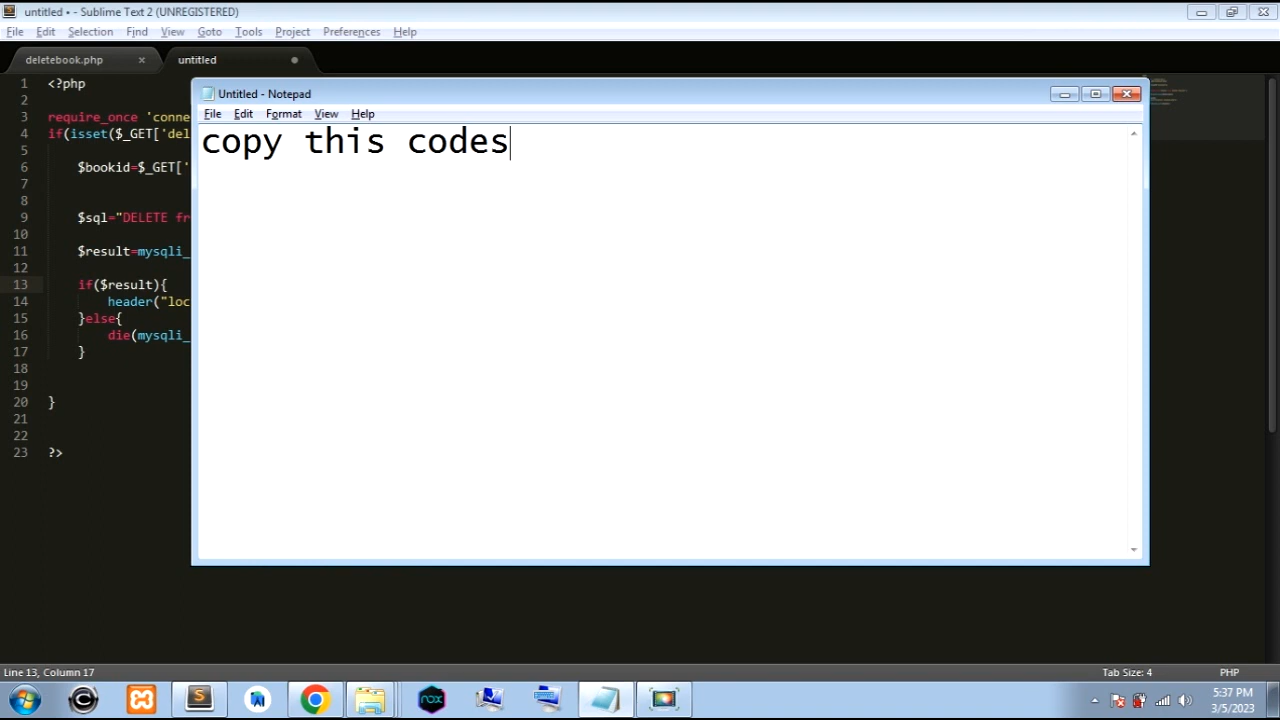 untitled • - Sublime Text 2 (UNREGISTERED)
File Edit Selection Find View Goto Tools Project Preferences Help
deletebook.php × untitled
1 <?php
2
3 require_once 'conne
4 if(isset($_GET['del
5
6 $bookid=$_GET['
7
8
9 $sql="DELETE fr
10
11 $result=mysqli_
12
13 if($result){
14 header("loc
15 }else{
16 die(mysqli_
17 }
18
19
20 }
21
22
23 ?>
Untitled - Notepad
File Edit Format View Help
copy this codes
Line 13, Column 17 Tab Size: 4 PHP
nox
5:37 PM
3/5/2023